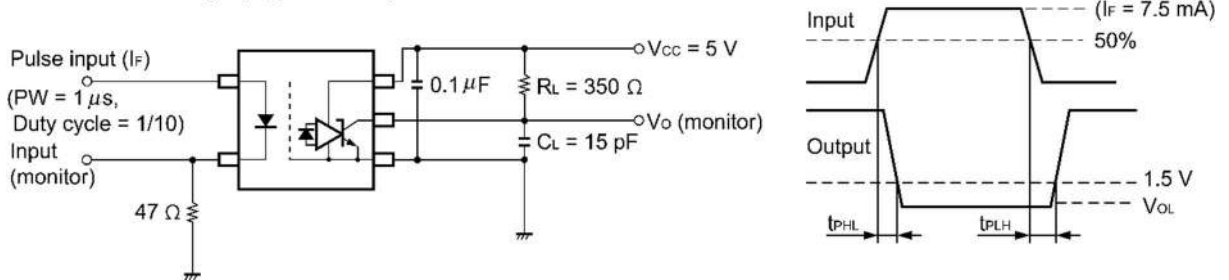 Pulse input (IF)
(PW = 1 μs,
Duty cycle = 1/10)
Input
(monitor)
47 Ω
0.1 μF
VCC = 5 V
RL = 350 Ω
VO (monitor)
CL = 15 pF
Input
(IF = 7.5 mA)
50%
Output
1.5 V
VOL
tPHL
tPLH